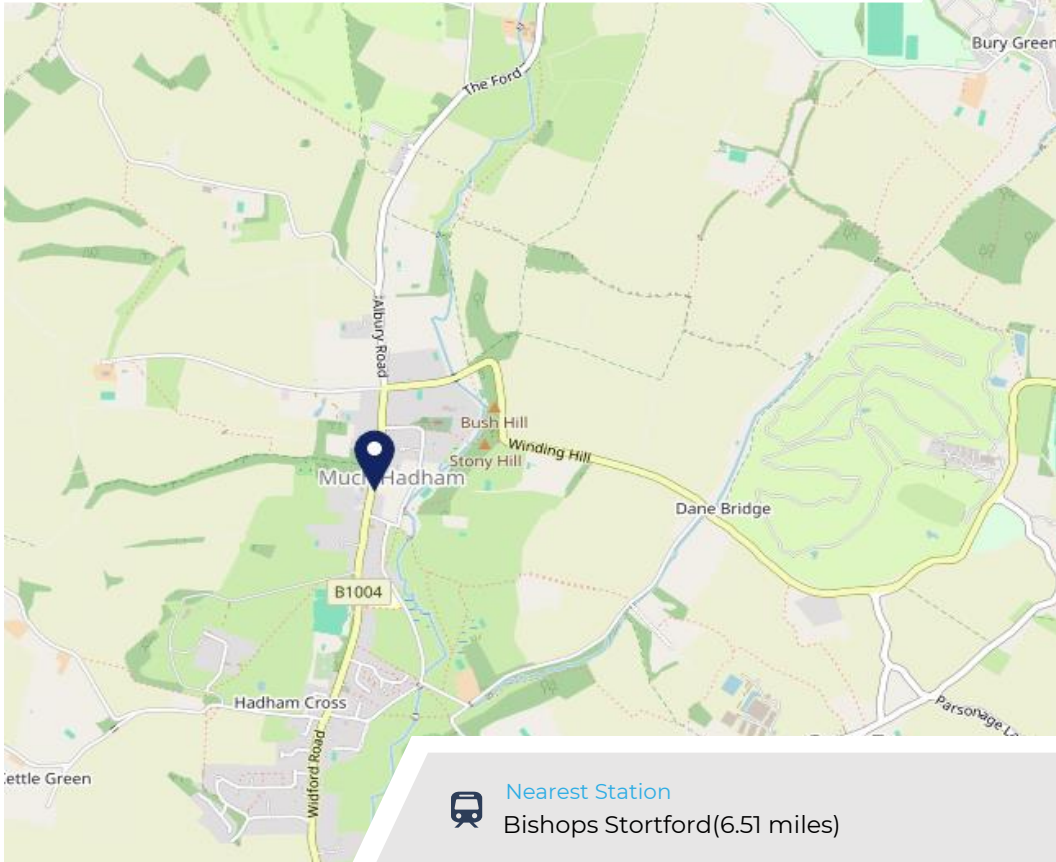 Bury Green
The Ford
Albury Road
Bush Hill
Stony Hill
Winding Hill
Much Hadham
Dane Bridge
B1004
Hadham Cross
Parsonage La
Widford Road
ettle Green
Nearest Station
Bishops Stortford(6.51 miles)